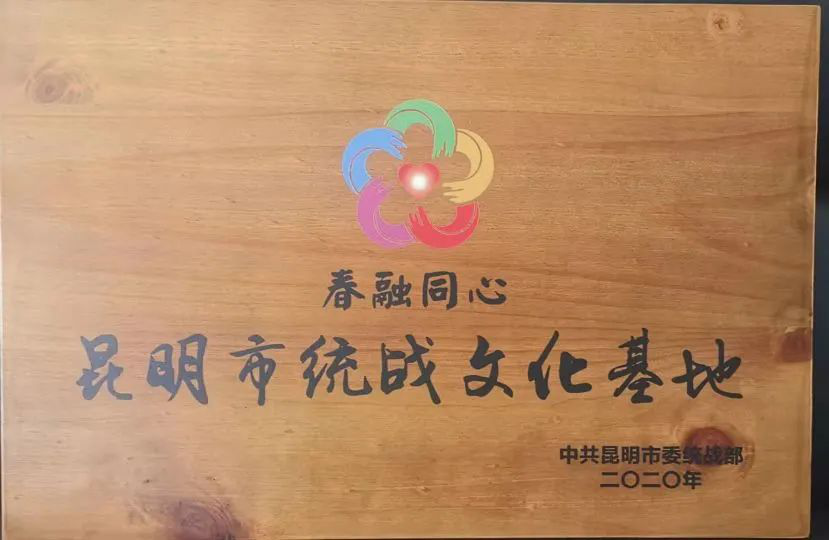 春融同心
昆明市统战文化基地
中共昆明市委统战部
二〇二〇年